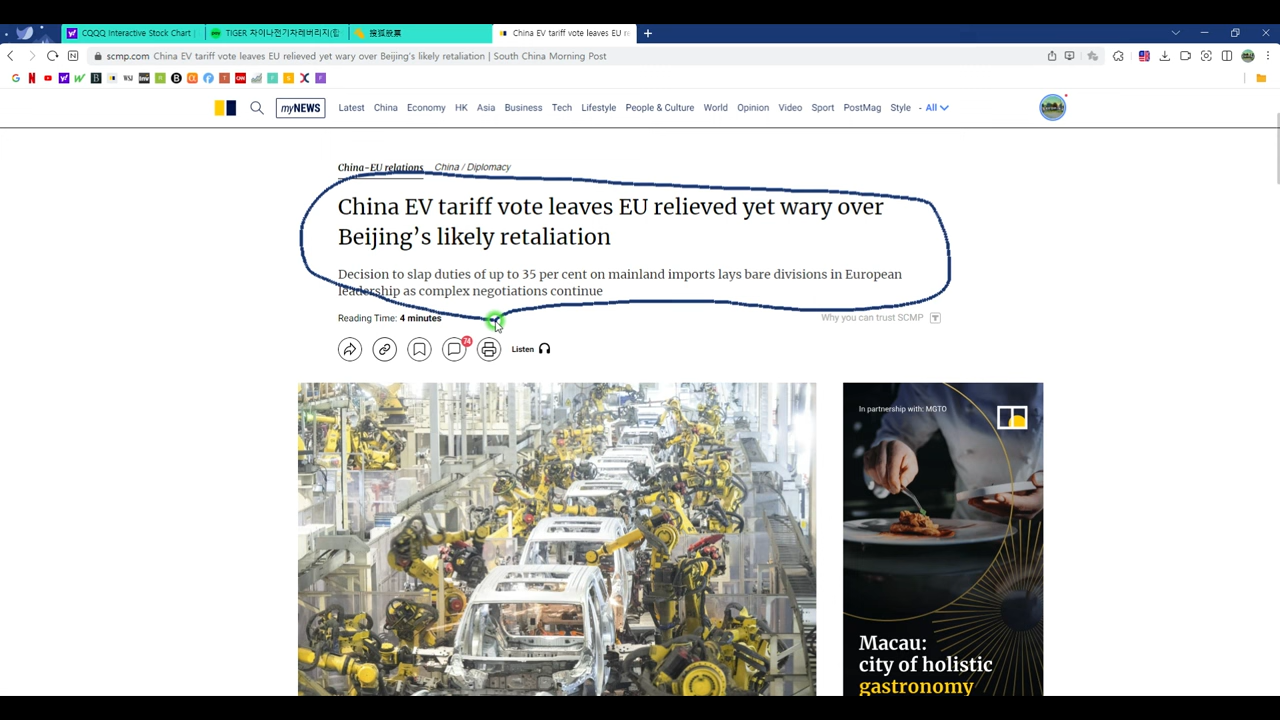 CQQQ Interactive Stock Chart
TIGER 차이나전기차레버리지(합
搜狐股票
China EV tariff vote leaves EU r
scmp.com China EV tariff vote leaves EU relieved yet wary over Beijing's likely retaliation | South China Morning Post
myNEWS Latest China Economy HK Asia Business Tech Lifestyle People & Culture World Opinion Video Sport PostMag Style - All
China-EU relations China / Diplomacy
China EV tariff vote leaves EU relieved yet wary over
Beijing’s likely retaliation
Decision to slap duties of up to 35 per cent on mainland imports lays bare divisions in European
leadership as complex negotiations continue
Reading Time: 4 minutes
Why you can trust SCMP
74
Listen
In partnership with: MGTO
Macau:
city of holistic
gastronomy